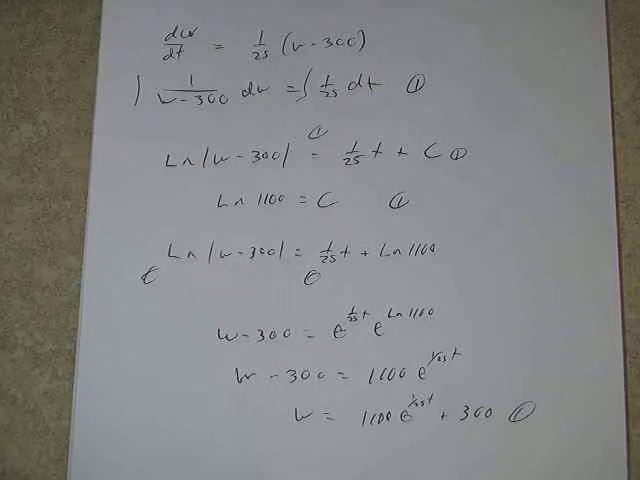 dw/dt = 1/25 (w - 300)
∫ 1/(w - 300) dw = ∫ 1/25 dt ①
①
Ln |w - 300| = 1/25 t + C ①
Ln 1100 = C ①
e^(Ln |w - 300|) = e^(1/25 t + Ln 1100)
w - 300 = e^(1/25 t) e^(Ln 1100)
w - 300 = 1100 e^(1/25 t)
w = 1100 e^(1/25 t) + 300 ①